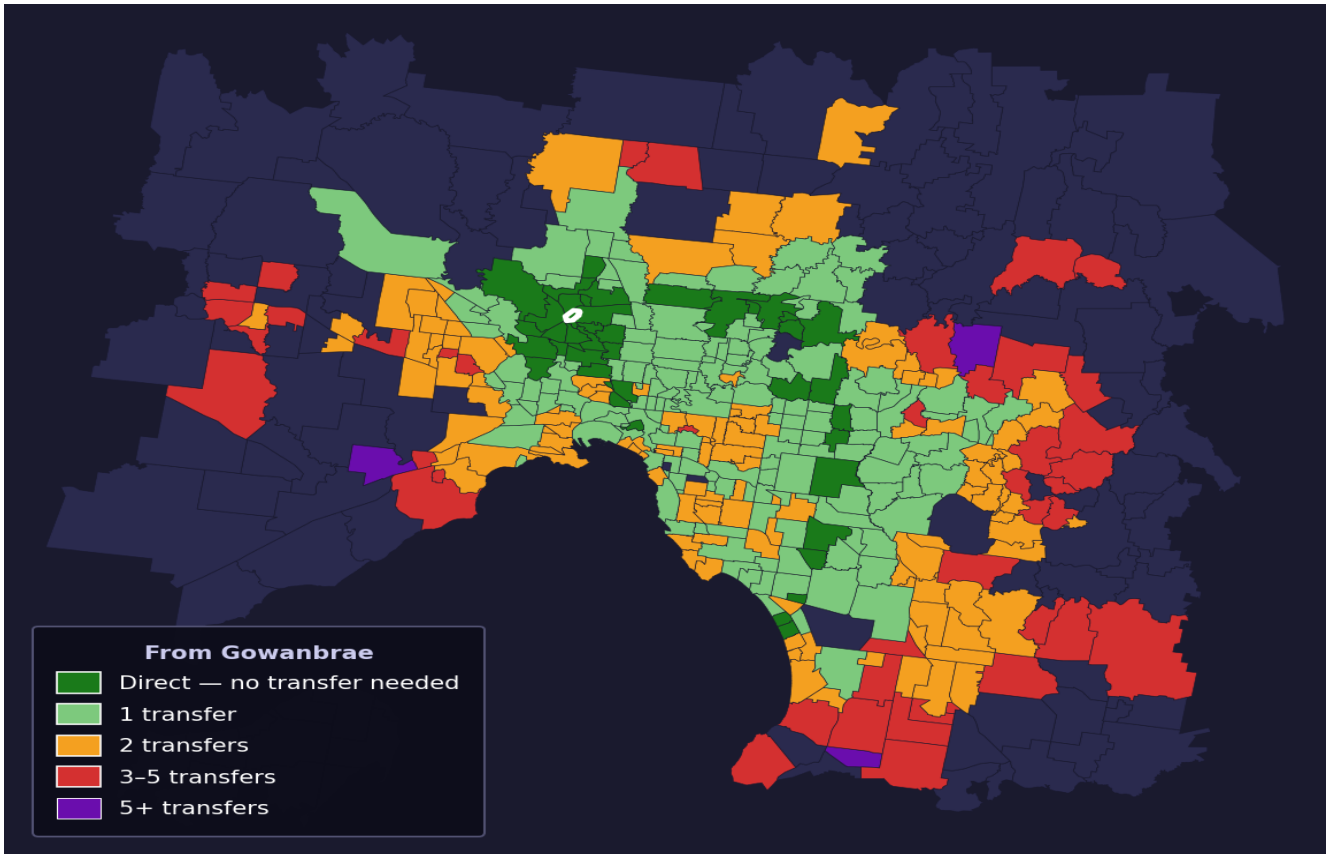 From Gowanbrae
Direct — no transfer needed
1 transfer
2 transfers
3–5 transfers
5+ transfers